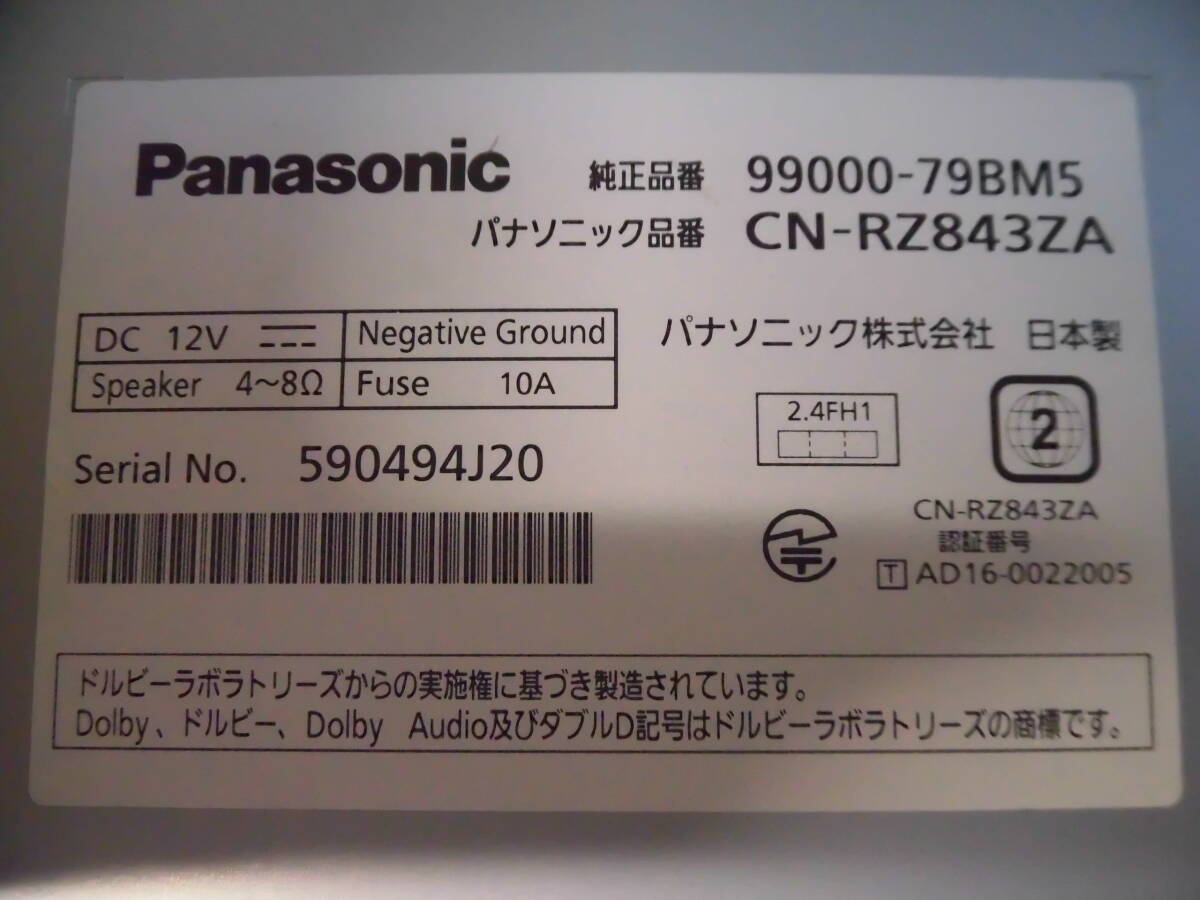 Panasonic 純正品番 99000-79BM5
パナソニック品番 CN-RZ843ZA
DC 12V Negative Ground
Speaker 4~8Ω Fuse 10A
パナソニック株式会社 日本製
2.4FH1
2
Serial No. 590494J20
CN-RZ843ZA
認証番号
T AD16-0022005
ドルビーラボラトリーズからの実施権に基づき製造されています。
Dolby、ドルビー、Dolby Audio及びダブルD記号はドルビーラボラトリーズの商標です。